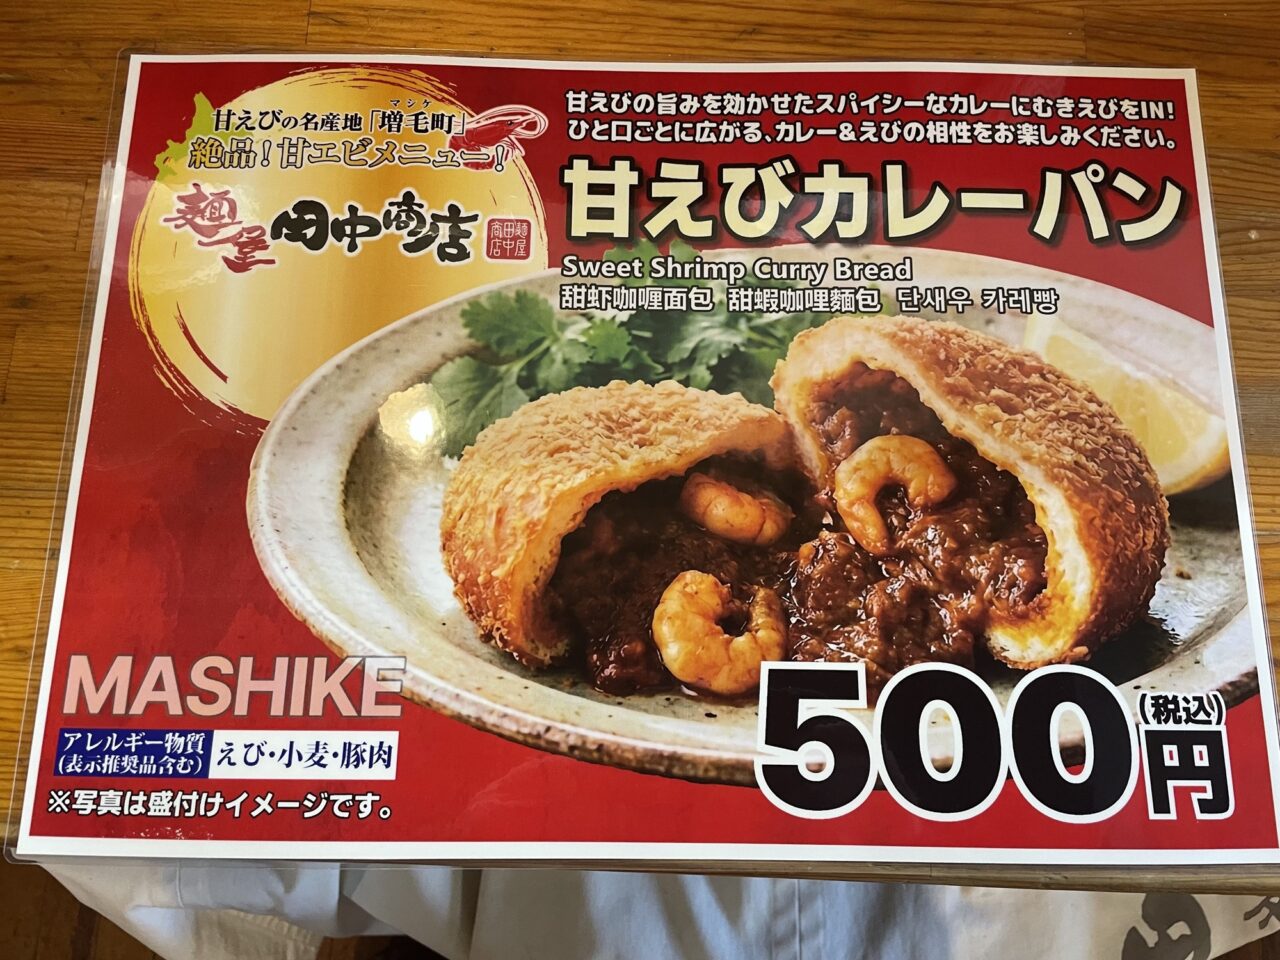 マシケ
甘えびの名産地「増毛町」
絶品！甘エビメニュー！
麺屋田中商店
麺屋田中商店
甘えびの旨みを効かせたスパイシーなカレーにむきえびをIN！
ひと口ごとに広がる、カレー&えびの相性をお楽しみください。
甘えびカレーパン
Sweet Shrimp Curry Bread
甜虾咖喱面包 甜蝦咖哩麵包 단새우 카레빵
MASHIKE
アレルギー物質
(表示推奨品含む)
えび・小麦・豚肉
※写真は盛付けイメージです。
500円
(税込)